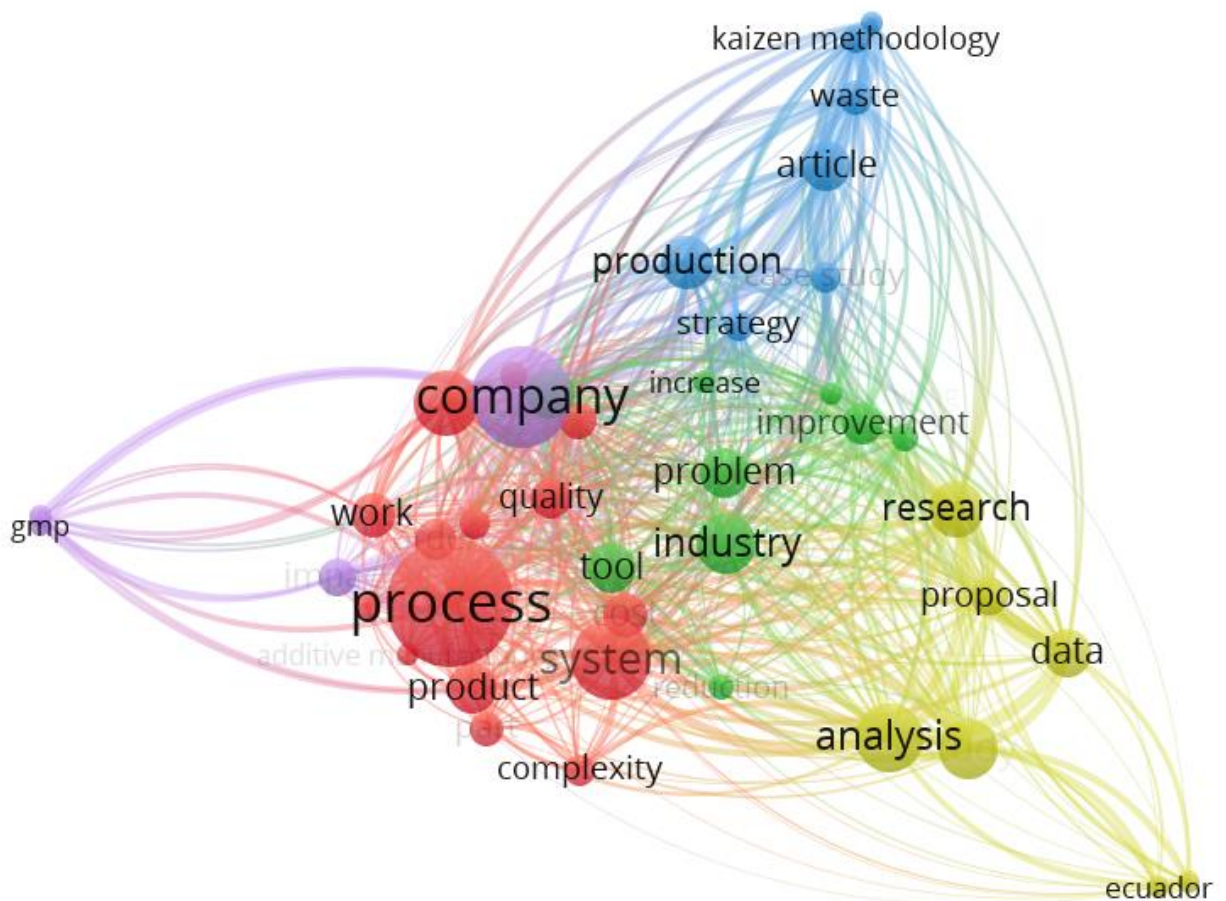 kaizen methodology
waste
article
production
case study
strategy
company
increase
improvement
problem
quality
research
work
gmp
industry
tool
process
proposal
system
data
product
reduction
part
analysis
complexity
ecuador